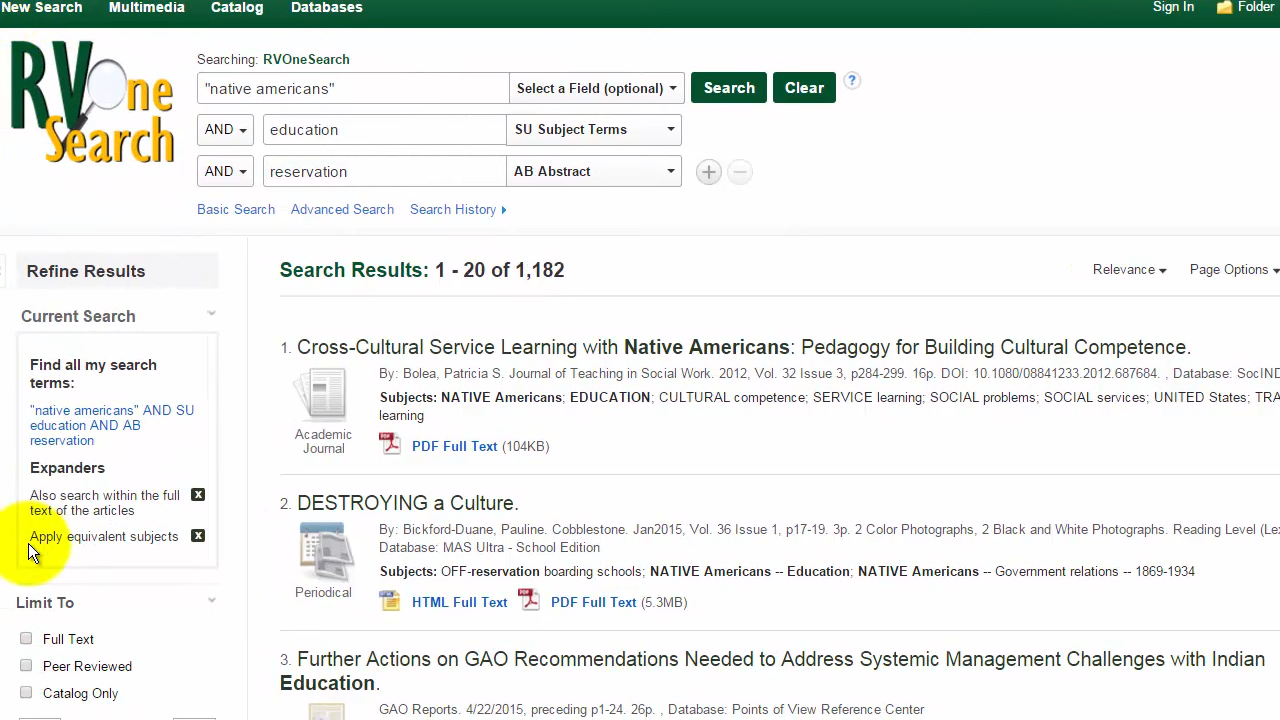 New Search Multimedia Catalog Databases Sign In Folder
RVOne Search
Searching: RVOneSearch
"native americans" Select a Field (optional) Search Clear ?
AND education SU Subject Terms
AND reservation AB Abstract
Basic Search Advanced Search Search History
Refine Results
Search Results: 1 - 20 of 1,182
Relevance Page Options
Current Search
Find all my search
terms:
"native americans" AND SU
education AND AB
reservation
Expanders
Also search within the full
text of the articles
Apply equivalent subjects
Limit To
Full Text
Peer Reviewed
Catalog Only
1. Cross-Cultural Service Learning with Native Americans: Pedagogy for Building Cultural Competence.
By: Bolea, Patricia S. Journal of Teaching in Social Work. 2012, Vol. 32 Issue 3, p284-299. 16p. DOI: 10.1080/08841233.2012.687684. , Database: SocIND
Subjects: NATIVE Americans; EDUCATION; CULTURAL competence; SERVICE learning; SOCIAL problems; SOCIAL services; UNITED States; TRA
learning
Academic
Journal
PDF Full Text (104KB)
2. DESTROYING a Culture.
By: Bickford-Duane, Pauline. Cobblestone. Jan2015, Vol. 36 Issue 1, p17-19. 3p. 2 Color Photographs, 2 Black and White Photographs. Reading Level (Le
Database: MAS Ultra - School Edition
Subjects: OFF-reservation boarding schools; NATIVE Americans -- Education; NATIVE Americans -- Government relations -- 1869-1934
Periodical
HTML Full Text PDF Full Text (5.3MB)
3. Further Actions on GAO Recommendations Needed to Address Systemic Management Challenges with Indian
Education.
GAO Reports. 4/22/2015, preceding p1-24. 26p. , Database: Points of View Reference Center